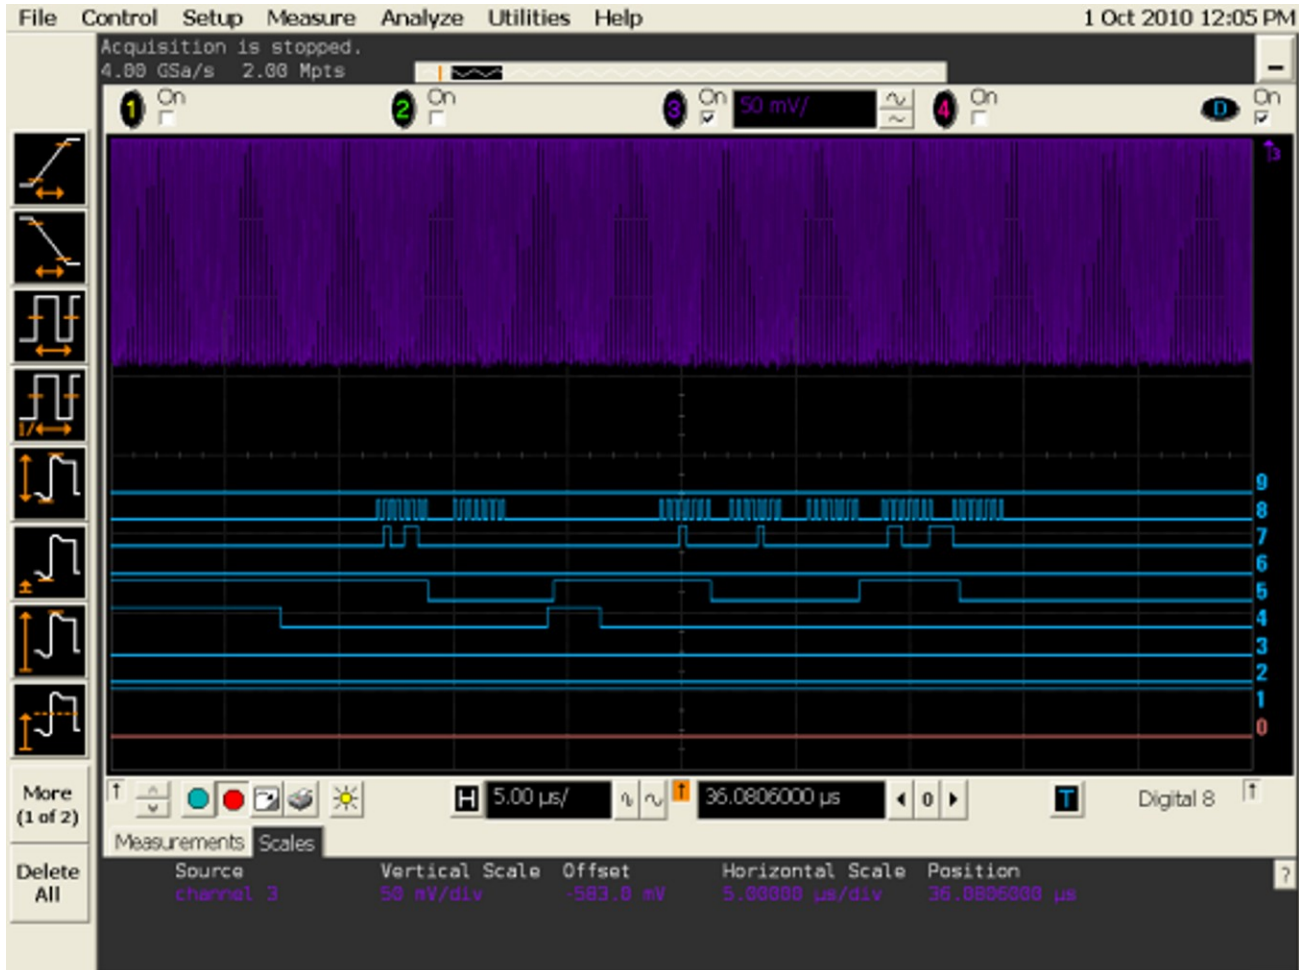 File Control Setup Measure Analyze Utilities Help 1 Oct 2010 12:05 PM
Acquisition is stopped.
4.00 GSa/s 2.00 Mpts
1 On 2 On 3 On 50 mV/ 4 On D On
3
9
8
7
6
5
4
3
2
1
0
1/
More
(1 of 2)
Delete
All
H 5.00 µs/ 36.0806000 µs 0 T Digital 8
Measurements Scales
Source Vertical Scale Offset Horizontal Scale Position
channel 3 50 mV/div -583.0 mV 5.00000 µs/div 36.0806000 µs
?